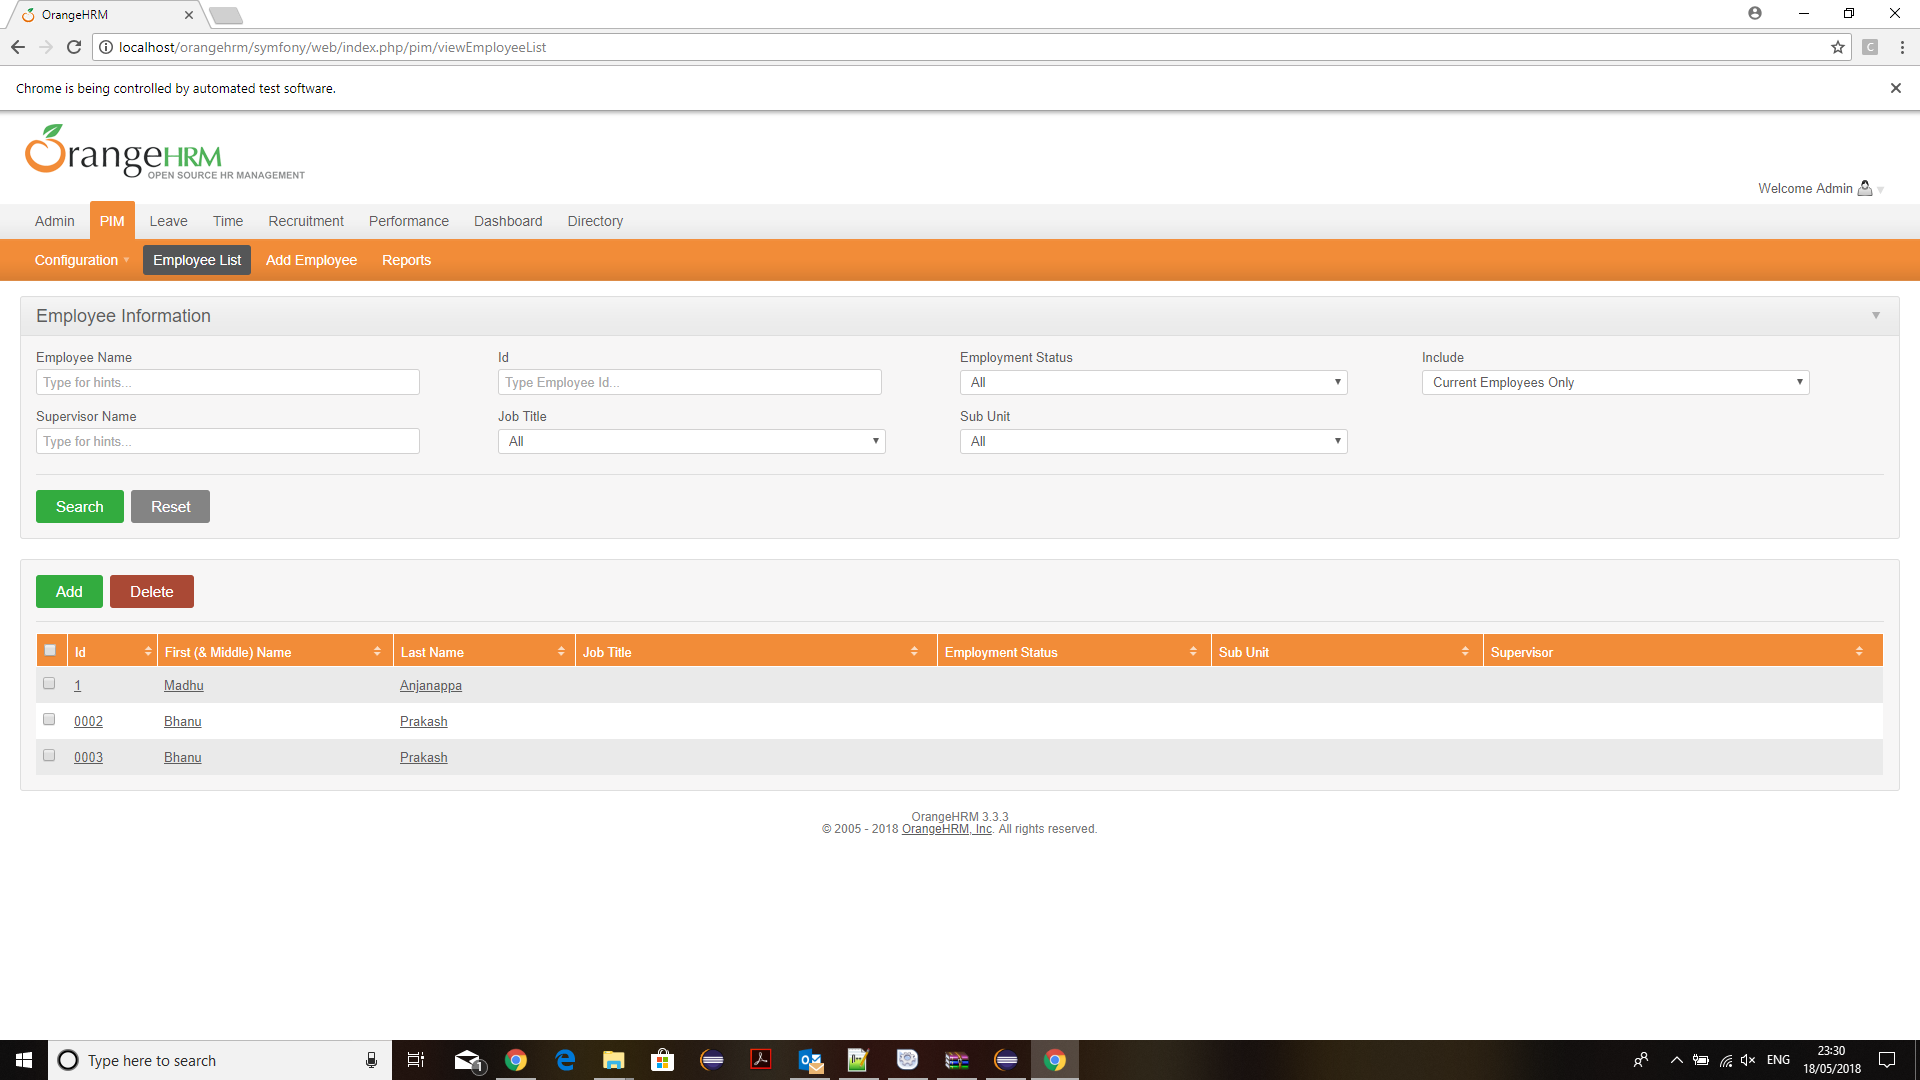 OrangeHRM
localhost/orangehrm/symfony/web/index.php/pim/viewEmployeeList
C
Chrome is being controlled by automated test software.
OrangeHRM
OPEN SOURCE HR MANAGEMENT
Welcome Admin
Admin PIM Leave Time Recruitment Performance Dashboard Directory
Configuration Employee List Add Employee Reports
Employee Information
Employee Name Id Employment Status Include
Type for hints... Type Employee Id... All Current Employees Only
Supervisor Name Job Title Sub Unit
Type for hints... All All
Search Reset
Add Delete
Id First (& Middle) Name Last Name Job Title Employment Status Sub Unit Supervisor
1 Madhu Anjanappa
0002 Bhanu Prakash
0003 Bhanu Prakash
OrangeHRM 3.3.3
© 2005 - 2018 OrangeHRM, Inc. All rights reserved.
Type here to search
1
ENG
23:30
18/05/2018